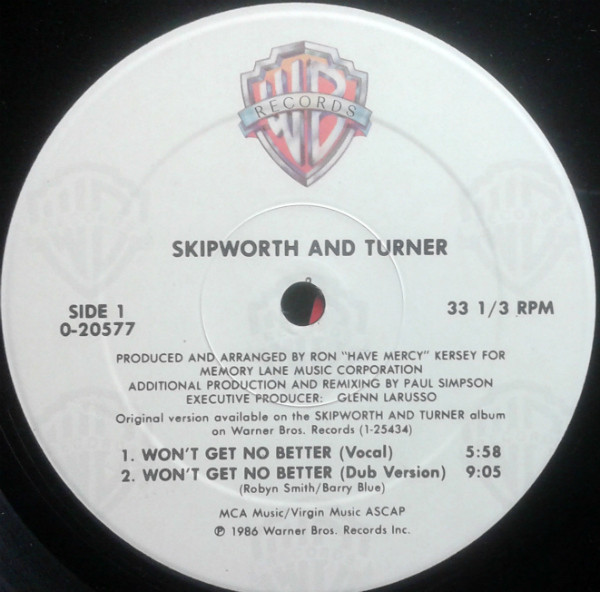 WB
RECORDS
SKIPWORTH AND TURNER
SIDE 1
0-20577
33 1/3 RPM
PRODUCED AND ARRANGED BY RON "HAVE MERCY" KERSEY FOR
MEMORY LANE MUSIC CORPORATION
ADDITIONAL PRODUCTION AND REMIXING BY PAUL SIMPSON
EXECUTIVE PRODUCER: GLENN LARUSSO
Original version available on the SKIPWORTH AND TURNER album
on Warner Bros. Records (1-25434)
1. WON'T GET NO BETTER (Vocal) 5:58
2. WON'T GET NO BETTER (Dub Version) 9:05
(Robyn Smith/Barry Blue)
MCA Music/Virgin Music ASCAP
℗ 1986 Warner Bros. Records Inc.